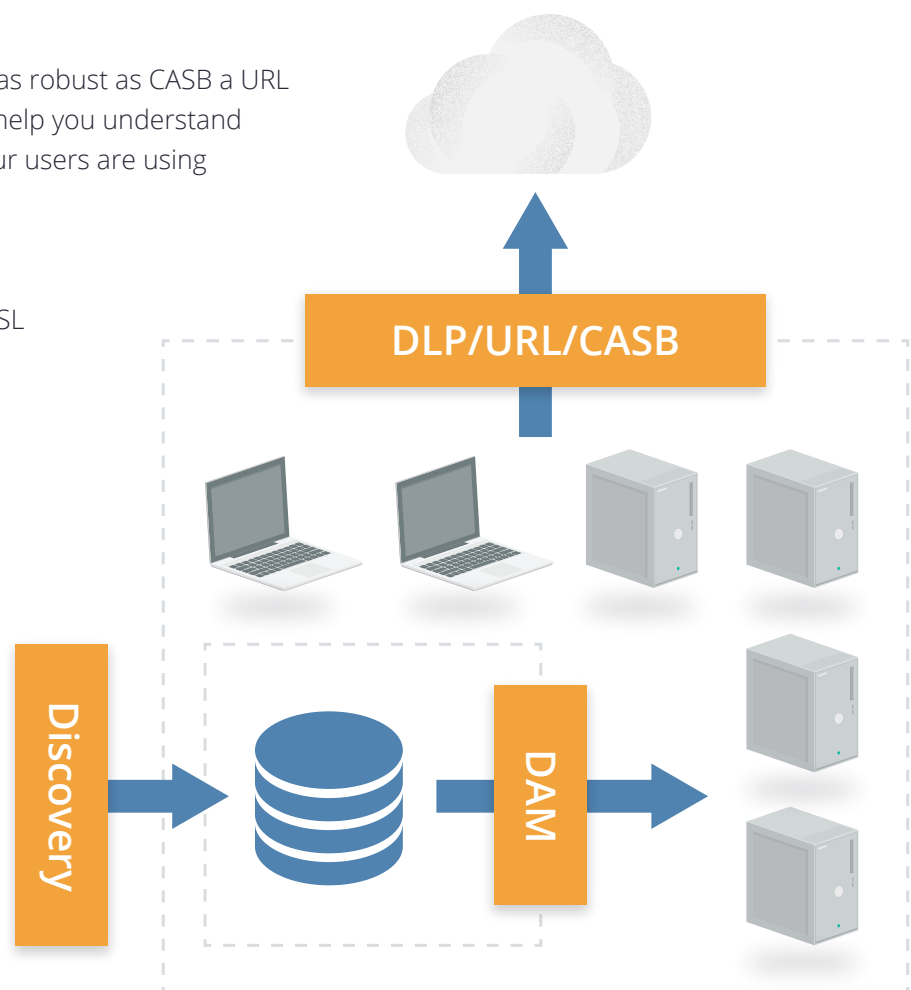 as robust as CASB a URL
help you understand
ur users are using
SL
DLP/URL/CASB
Discovery
DAM